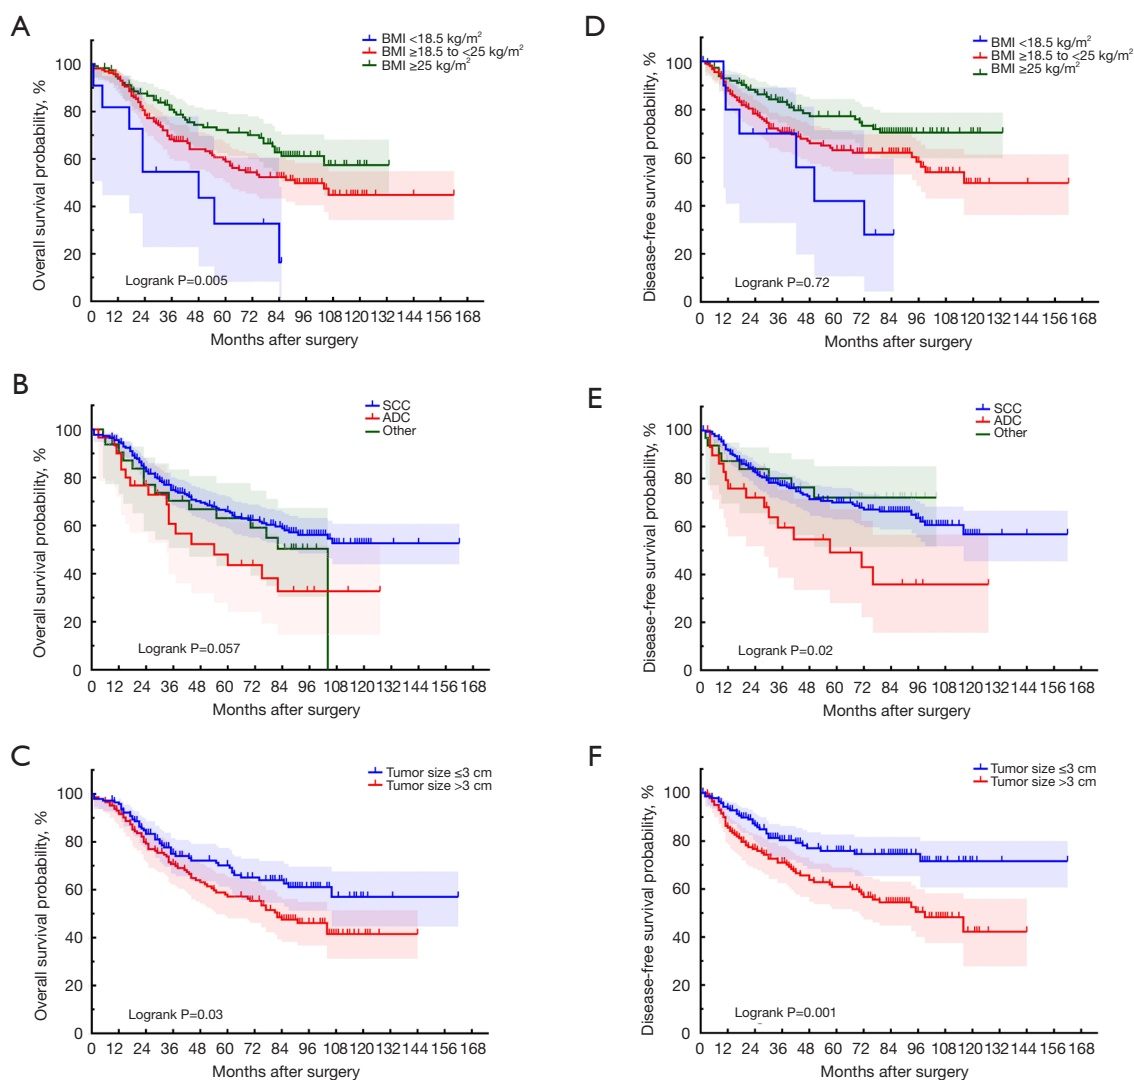 A
BMI <18.5 kg/m²
BMI ≥18.5 to <25 kg/m²
BMI ≥25 kg/m²
Overall survival probability, %
100
80
60
40
20
0
Logrank P=0.005
0 12 24 36 48 60 72 84 96 108 120 132 144 156 168
Months after surgery
D
BMI <18.5 kg/m²
BMI ≥18.5 to <25 kg/m²
BMI ≥25 kg/m²
Disease-free survival probability, %
100
80
60
40
20
0
Logrank P=0.72
0 12 24 36 48 60 72 84 96 108 120 132 144 156 168
Months after surgery
B
SCC
ADC
Other
Overall survival probability, %
100
80
60
40
20
0
Logrank P=0.057
0 12 24 36 48 60 72 84 96 108 120 132 144 156 168
Months after surgery
E
SCC
ADC
Other
Disease-free survival probability, %
100
80
60
40
20
0
Logrank P=0.02
0 12 24 36 48 60 72 84 96 108 120 132 144 156 168
Months after surgery
C
Tumor size ≤3 cm
Tumor size >3 cm
Overall survival probability, %
100
80
60
40
20
0
Logrank P=0.03
0 12 24 36 48 60 72 84 96 108 120 132 144 156 168
Months after surgery
F
Tumor size ≤3 cm
Tumor size >3 cm
Disease-free survival probability, %
100
80
60
40
20
0
Logrank P=0.001
0 12 24 36 48 60 72 84 96 108 120 132 144 156 168
Months after surgery